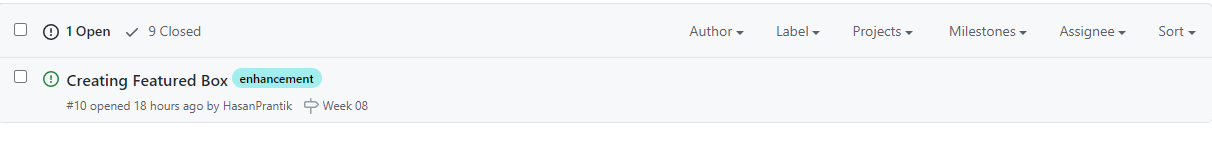 1 Open 9 Closed Author Label Projects Milestones Assignee Sort
Creating Featured Box enhancement
#10 opened 18 hours ago by HasanPrantik Week 08